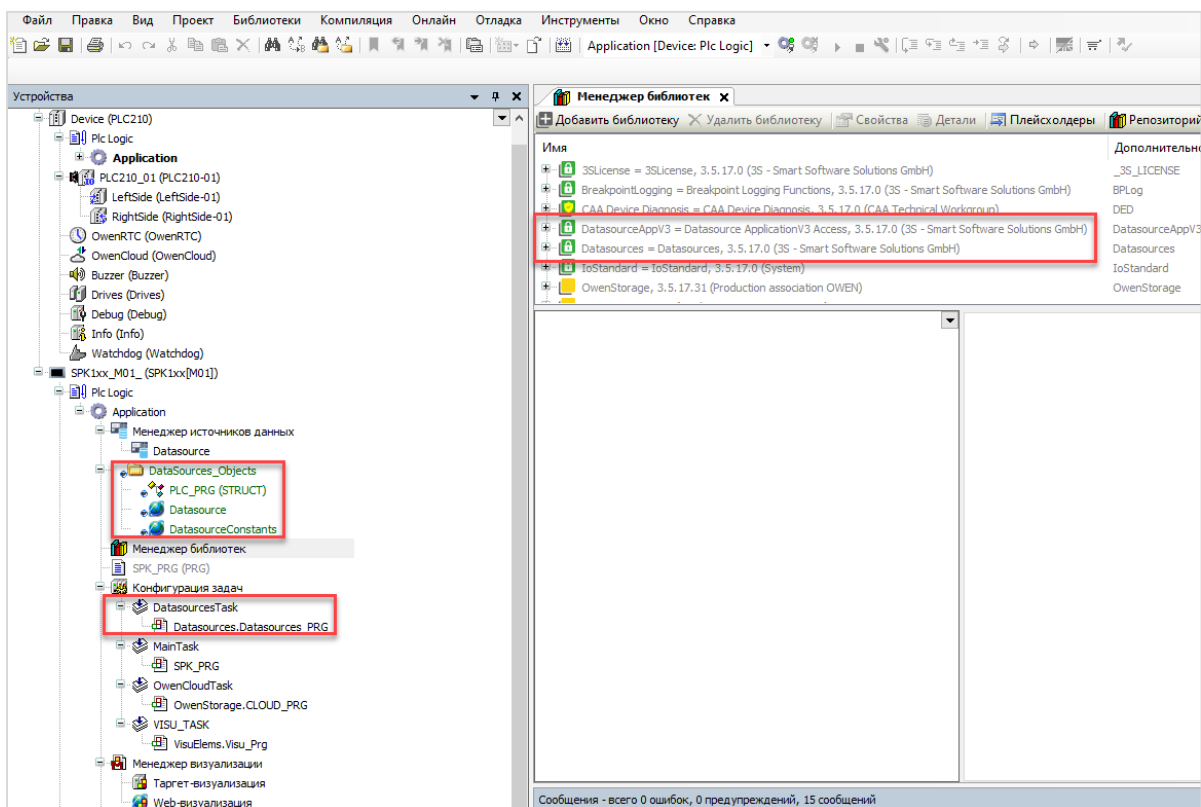 Файл Правка Вид Проект Библиотеки Компиляция Онлайн Отладка Инструменты Окно Справка
Application [Device: Plc Logic]
Устройства
Device (PLC210)
Plc Logic
Application
PLC210_01 (PLC210-01)
LeftSide (LeftSide-01)
RightSide (RightSide-01)
OwenRTC (OwenRTC)
OwenCloud (OwenCloud)
Buzzer (Buzzer)
Drives (Drives)
Debug (Debug)
Info (Info)
Watchdog (Watchdog)
SPK1xx_M01_ (SPK1xx[M01])
Plc Logic
Application
Менеджер источников данных
Datasource
DataSources_Objects
PLC_PRG (STRUCT)
Datasource
DatasourceConstants
Менеджер библиотек
SPK_PRG (PRG)
Конфигурация задач
DatasourcesTask
Datasources.Datasources_PRG
MainTask
SPK_PRG
OwenCloudTask
OwenStorage.CLOUD_PRG
VISU_TASK
VisuElems.Visu_Prg
Менеджер визуализации
Таргет-визуализация
Web-визуализация
Менеджер библиотек
Добавить библиотеку Удалить библиотеку Свойства Детали Плейсхолдеры Репозиторий
Имя Дополнительно
3SLicense = 3SLicense, 3.5.17.0 (3S - Smart Software Solutions GmbH) _3S_LICENSE
BreakpointLogging = Breakpoint Logging Functions, 3.5.17.0 (3S - Smart Software Solutions GmbH) BPLog
CAA Device Diagnosis = CAA Device Diagnosis, 3.5.17.0 (CAA Technical Workgroup) DED
DatasourceAppV3 = Datasource ApplicationV3 Access, 3.5.17.0 (3S - Smart Software Solutions GmbH) DatasourceAppV3
Datasources = Datasources, 3.5.17.0 (3S - Smart Software Solutions GmbH) Datasources
IoStandard = IoStandard, 3.5.17.0 (System) IoStandard
OwenStorage, 3.5.17.31 (Production association OWEN) OwenStorage
Сообщения - всего 0 ошибок, 0 предупреждений, 15 сообщений